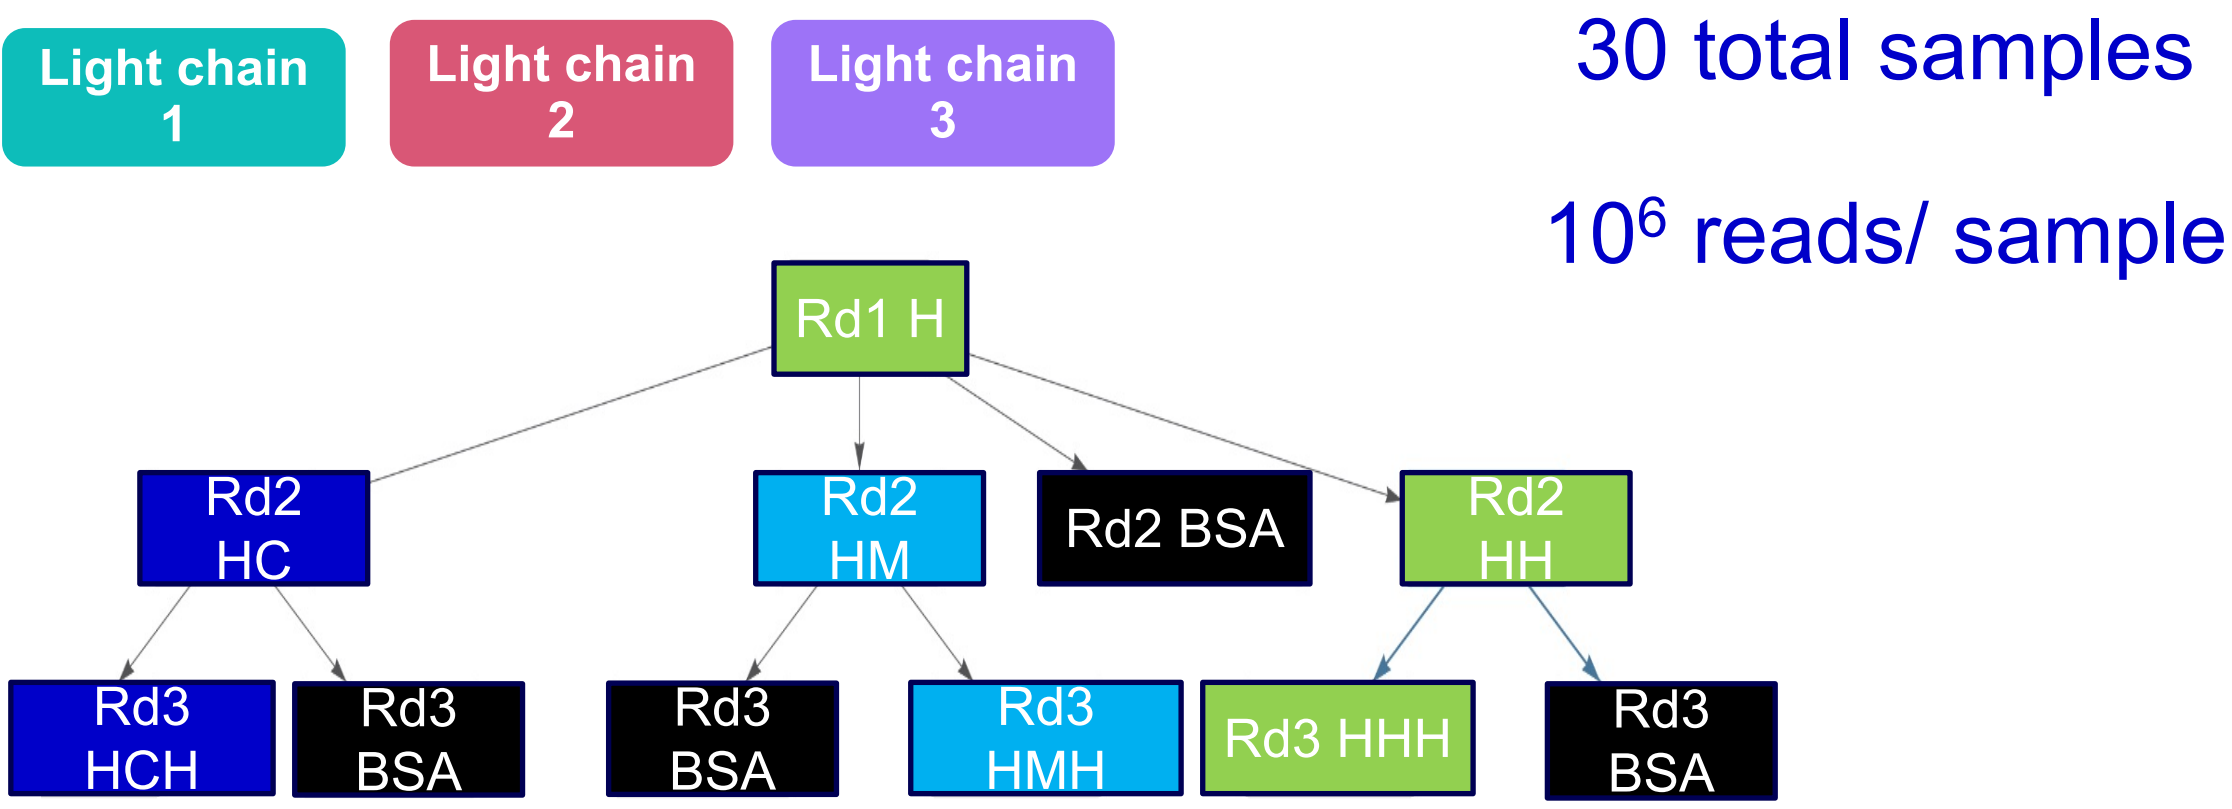 Light chain
1
Light chain
2
Light chain
3
30 total samples
10⁶ reads/ sample
Rd1 H
Rd2
HC
Rd2
HM
Rd2 BSA
Rd2
HH
Rd3
HCH
Rd3
BSA
Rd3
BSA
Rd3
HMH
Rd3 HHH
Rd3
BSA